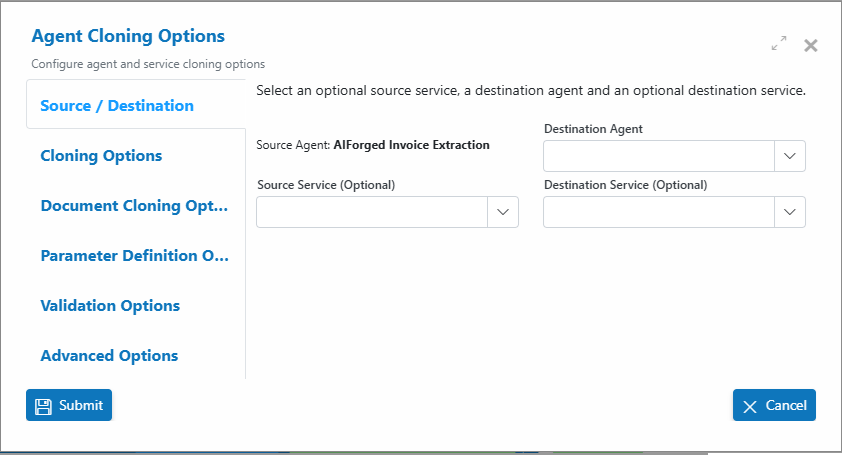 Agent Cloning Options
Configure agent and service cloning options
Source / Destination
Cloning Options
Document Cloning Opt...
Parameter Definition O...
Validation Options
Advanced Options
Select an optional source service, a destination agent and an optional destination service.
Source Agent: AIForged Invoice Extraction
Destination Agent
Source Service (Optional)
Destination Service (Optional)
Submit
Cancel